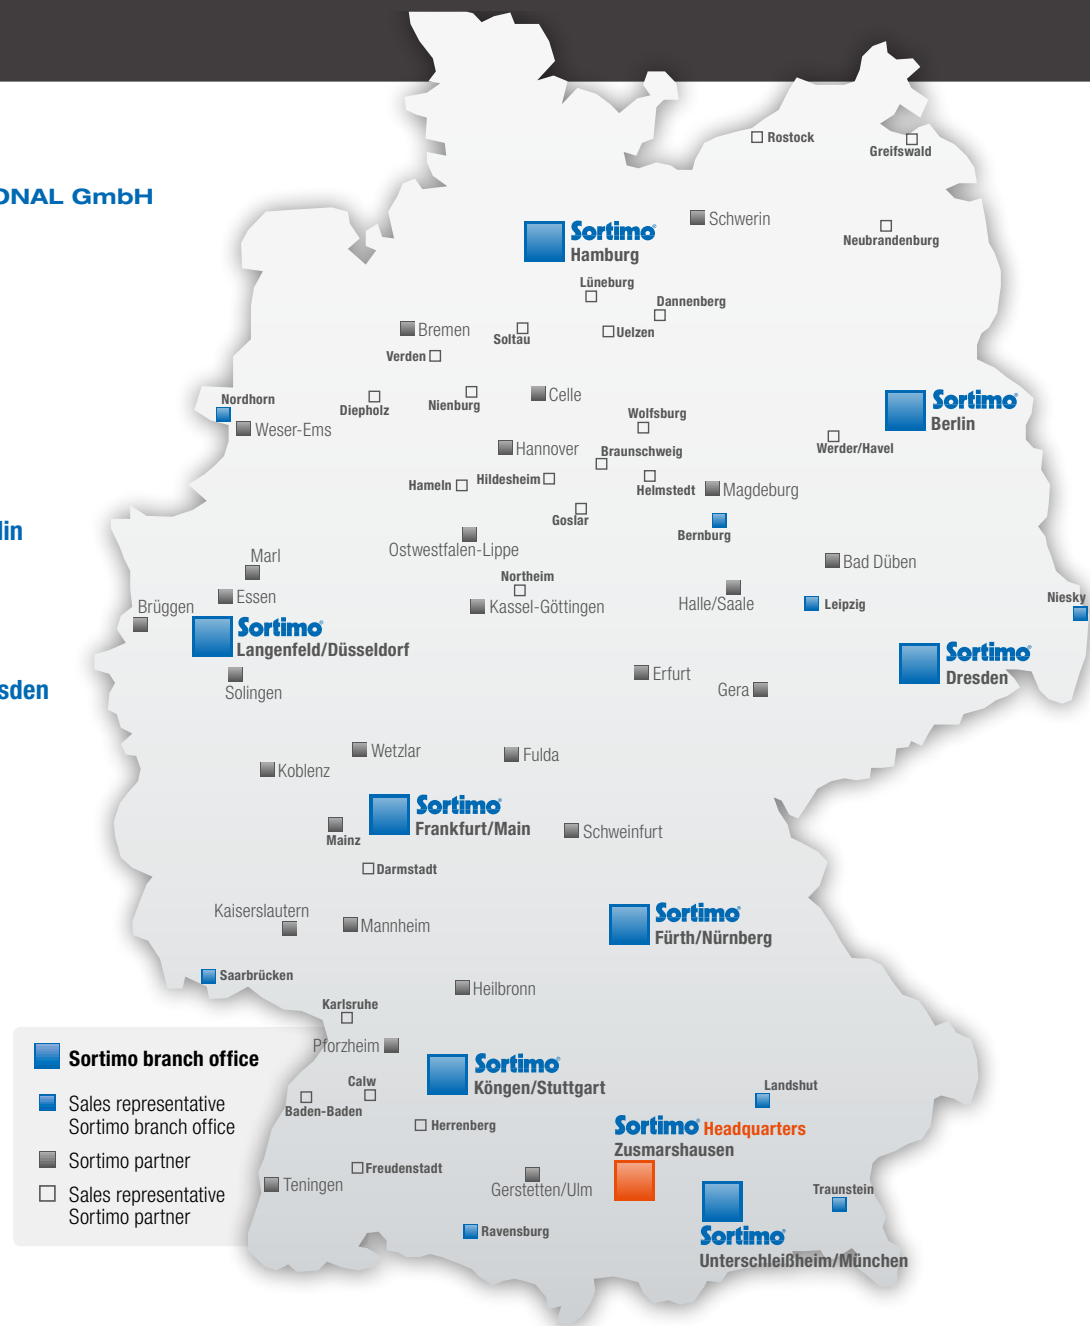 Rostock
Greifswald
ONAL GmbH
Schwerin
Sortimo®
Hamburg
Neubrandenburg
Lüneburg
Dannenberg
Bremen
Soltau
Uelzen
Verden
Nordhorn
Diepholz
Nienburg
Celle
Sortimo®
Berlin
Weser-Ems
Wolfsburg
Hannover
Braunschweig
Werder/Havel
Hameln
Hildesheim
Helmstedt
Magdeburg
Goslar
Bernburg
lin
Ostwestfalen-Lippe
Marl
Bad Düben
Northeim
Essen
Brüggen
Kassel-Göttingen
Halle/Saale
Leipzig
Niesky
Sortimo®
Langenfeld/Düsseldorf
Sortimo®
Dresden
Solingen
Erfurt
Gera
sden
Wetzlar
Fulda
Koblenz
Sortimo®
Frankfurt/Main
Mainz
Schweinfurt
Darmstadt
Kaiserslautern
Mannheim
Sortimo®
Fürth/Nürnberg
Saarbrücken
Heilbronn
Karlsruhe
Pforzheim
Sortimo®
Köngen/Stuttgart
Calw
Baden-Baden
Landshut
Herrenberg
Sortimo® Headquarters
Zusmarshausen
Freudenstadt
Teningen
Gerstetten/Ulm
Traunstein
Ravensburg
Sortimo®
Unterschleißheim/München
Sortimo branch office
Sales representative
Sortimo branch office
Sortimo partner
Sales representative
Sortimo partner